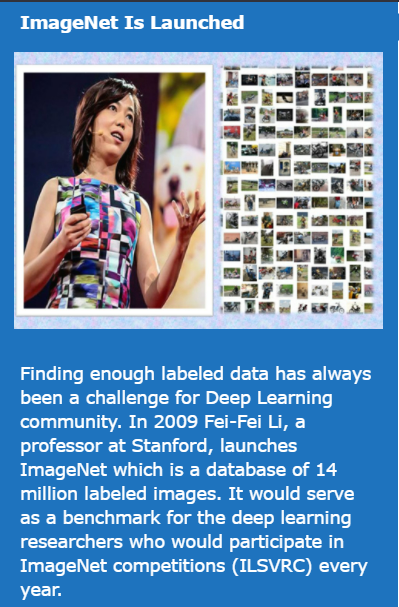 ImageNet Is Launched
Finding enough labeled data has always
been a challenge for Deep Learning
community. In 2009 Fei-Fei Li, a
professor at Stanford, launches
ImageNet which is a database of 14
million labeled images. It would serve
as a benchmark for the deep learning
researchers who would participate in
ImageNet competitions (ILSVRC) every
year.